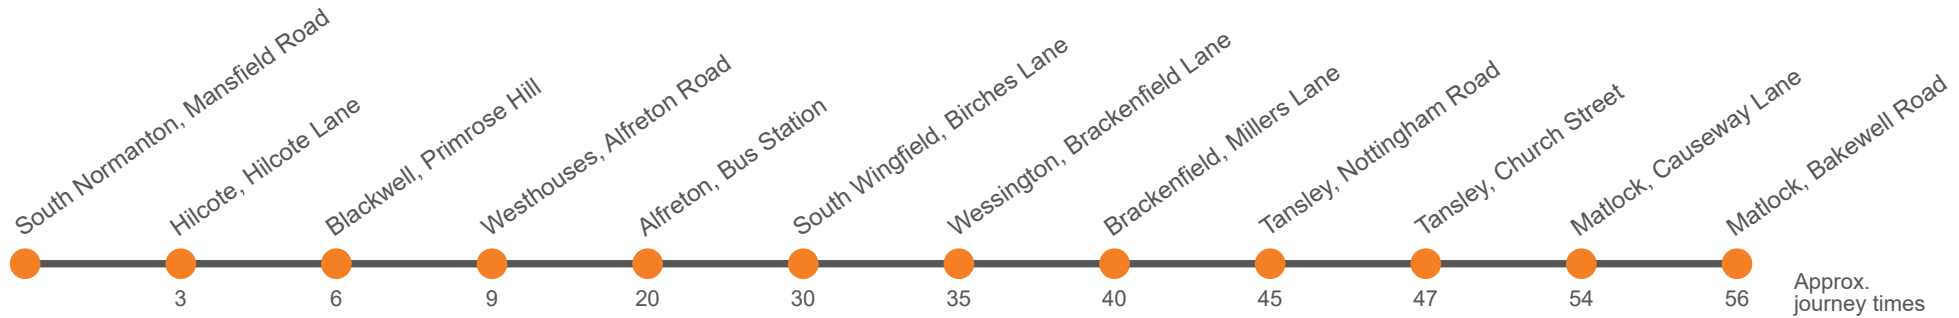 South Normanton, Mansfield Road
Hilcote, Hilcote Lane
Blackwell, Primrose Hill
Westhouses, Alfreton Road
Alfreton, Bus Station
South Wingfield, Birches Lane
Wessington, Brackenfield Lane
Brackenfield, Millers Lane
Tansley, Nottingham Road
Tansley, Church Street
Matlock, Causeway Lane
Matlock, Bakewell Road
3 6 9 20 30 35 40 45 47 54 56
Approx.
journey times